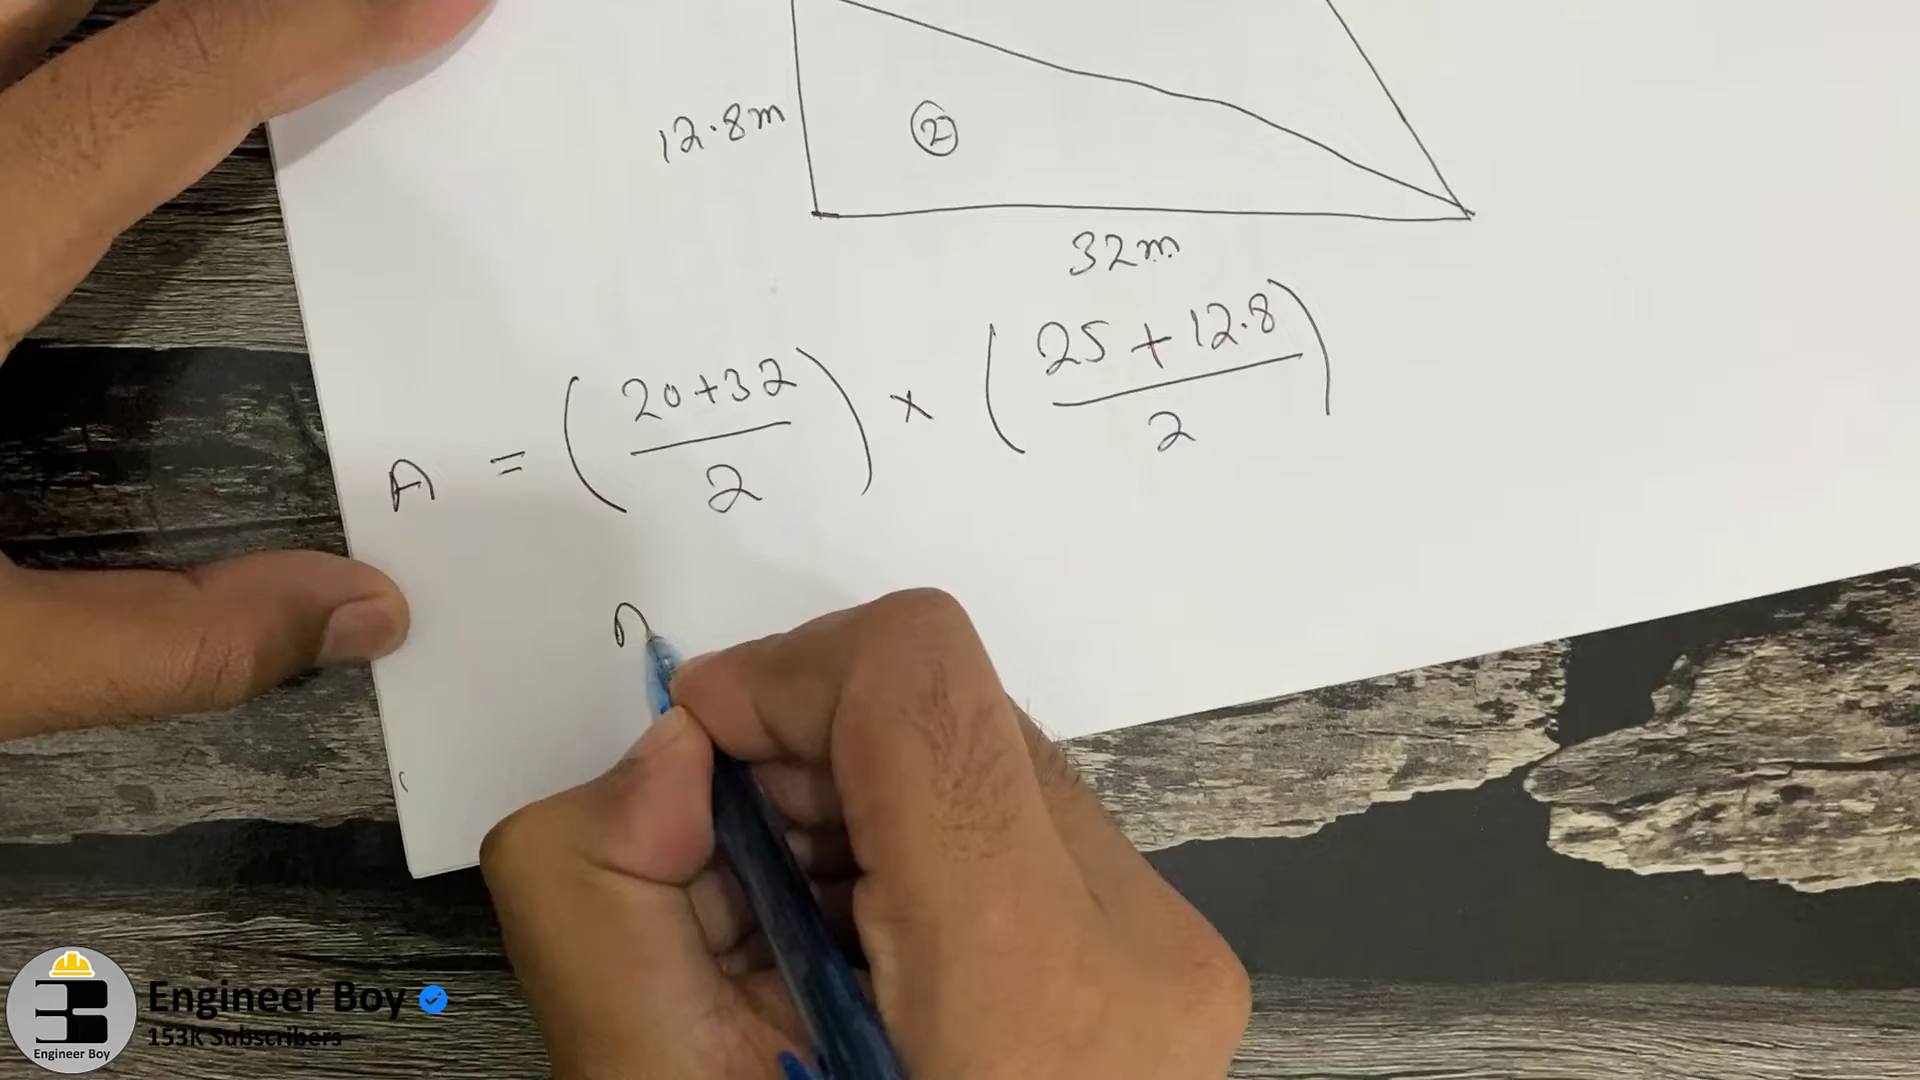 12.8m
②
32m
A = (20+32/2) × (25+12.8/2)
A
Engineer Boy
153K Subscribers
Engineer Boy